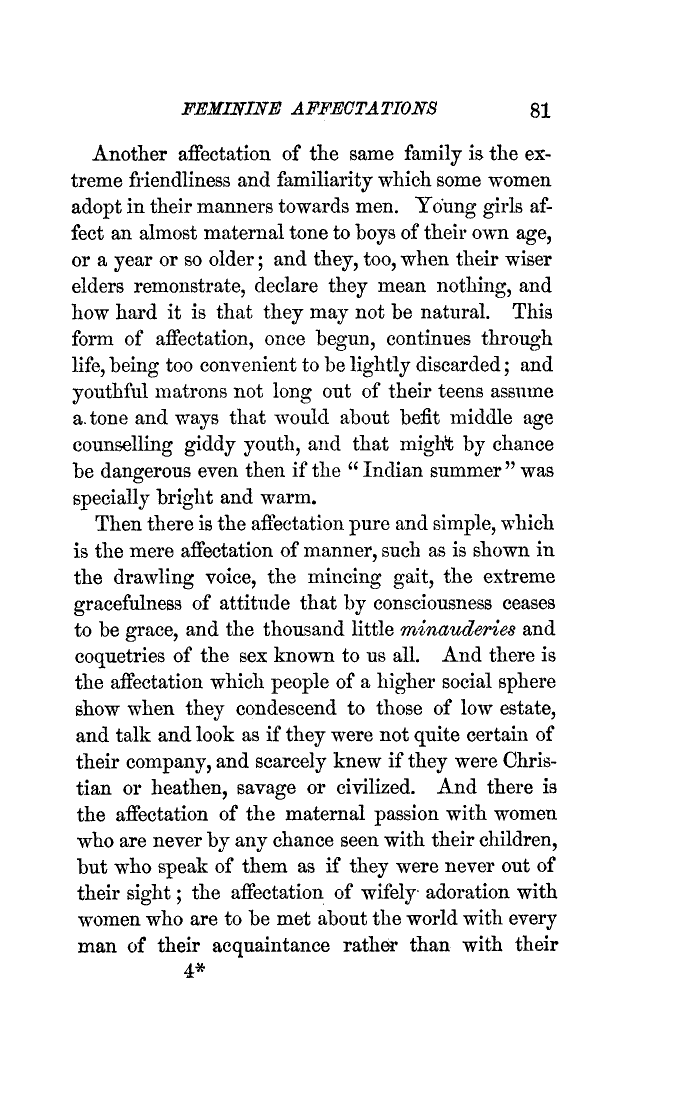 FEMININE AFFECTATIONS 81
Another affectation of the same family is the ex-
treme friendliness and familiarity which some women
adopt in their manners towards men. Young girls af-
fect an almost maternal tone to boys of their own age,
or a year or so older; and they, too, when their wiser
elders remonstrate, declare they mean nothing, and
how hard it is that they may not be natural. This
form of affectation, once begun, continues through
life, being too convenient to be lightly discarded; and
youthful matrons not long out of their teens assume
a tone and ways that would about befit middle age
counselling giddy youth, and that might by chance
be dangerous even then if the "Indian summer" was
specially bright and warm.
Then there is the affectation pure and simple, which
is the mere affectation of manner, such as is shown in
the drawling voice, the mincing gait, the extreme
gracefulness of attitude that by consciousness ceases
to be grace, and the thousand little minauderies and
coquetries of the sex known to us all. And there is
the affectation which people of a higher social sphere
show when they condescend to those of low estate,
and talk and look as if they were not quite certain of
their company, and scarcely knew if they were Chris-
tian or heathen, savage or civilized. And there is
the affectation of the maternal passion with women
who are never by any chance seen with their children,
but who speak of them as if they were never out of
their sight; the affectation of wifely adoration with
women who are to be met about the world with every
man of their acquaintance rather than with their
4*